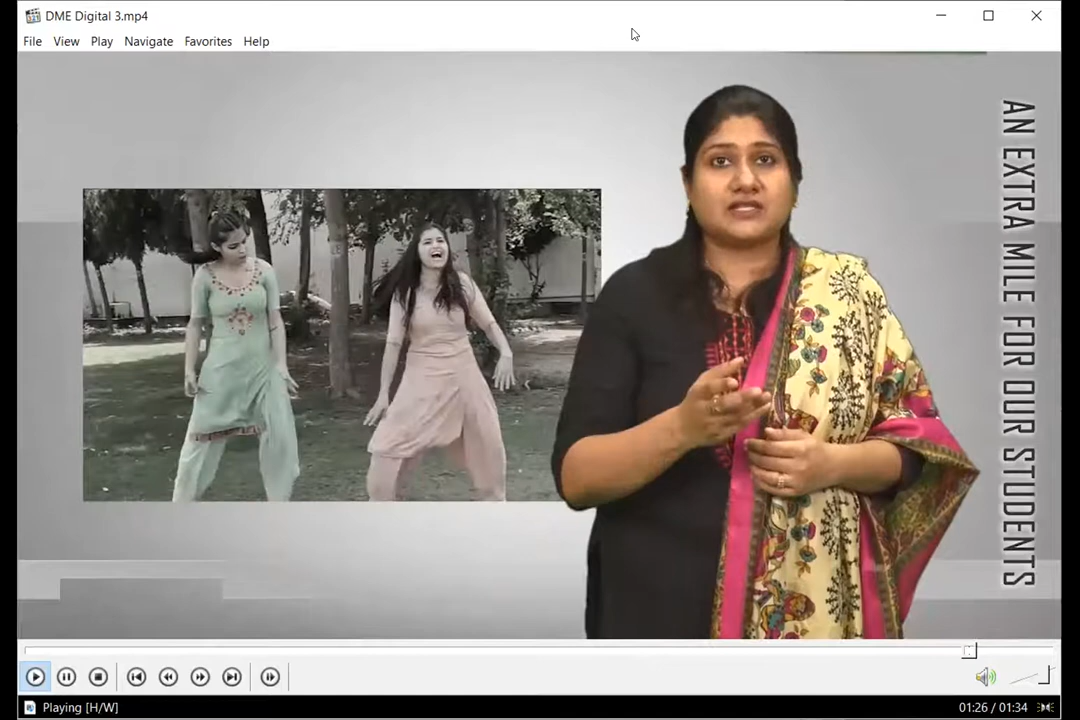 DME Digital 3.mp4
File View Play Navigate Favorites Help
AN EXTRA MILE FOR OUR STUDENTS
Playing [H/W]
01:26 / 01:34